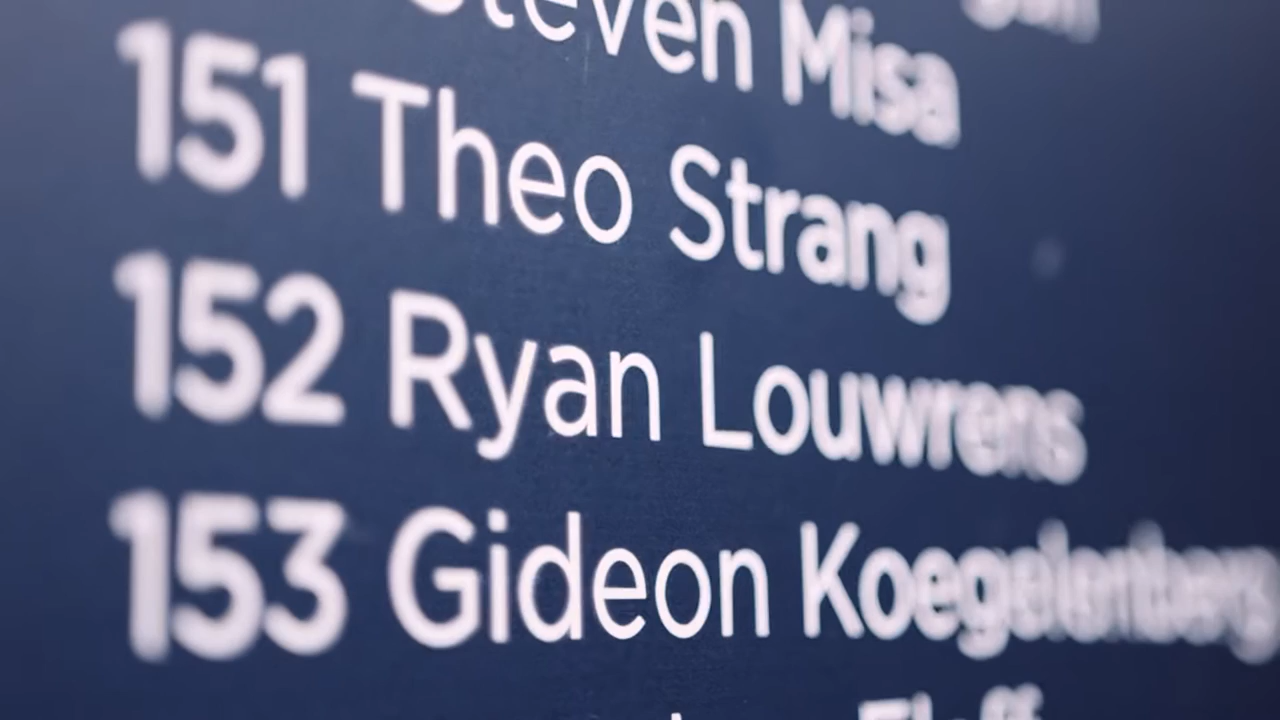 Steven Misa
151 Theo Strang
152 Ryan Louwrens
153 Gideon Koegelenberg